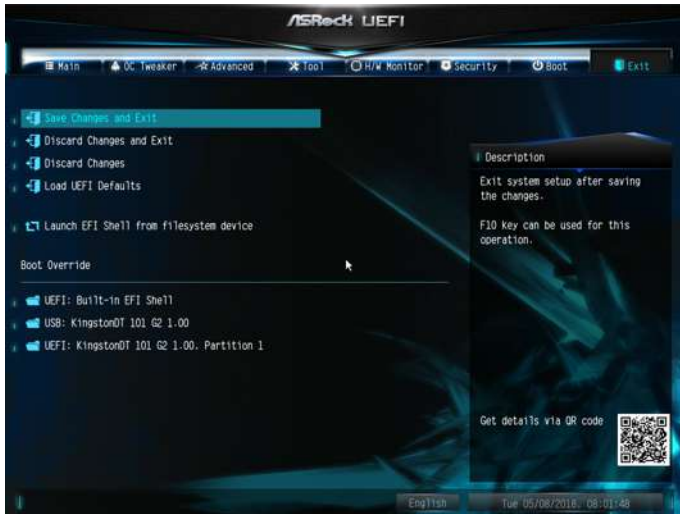 ASRock UEFI
Main OC Tweaker Advanced Tool H/W Monitor Security Boot Exit
Save Changes and Exit
Discard Changes and Exit
Discard Changes
Load UEFI Defaults
Launch EFI Shell from filesystem device
Boot Override
UEFI: Built-in EFI Shell
USB: KingstonDT 101 G2 1.00
UEFI: KingstonDT 101 G2 1.00. Partition 1
Description
Exit system setup after saving
the changes.
F10 key can be used for this
operation.
Get details via QR code
English
Tue 05/08/2018. 08:01:48